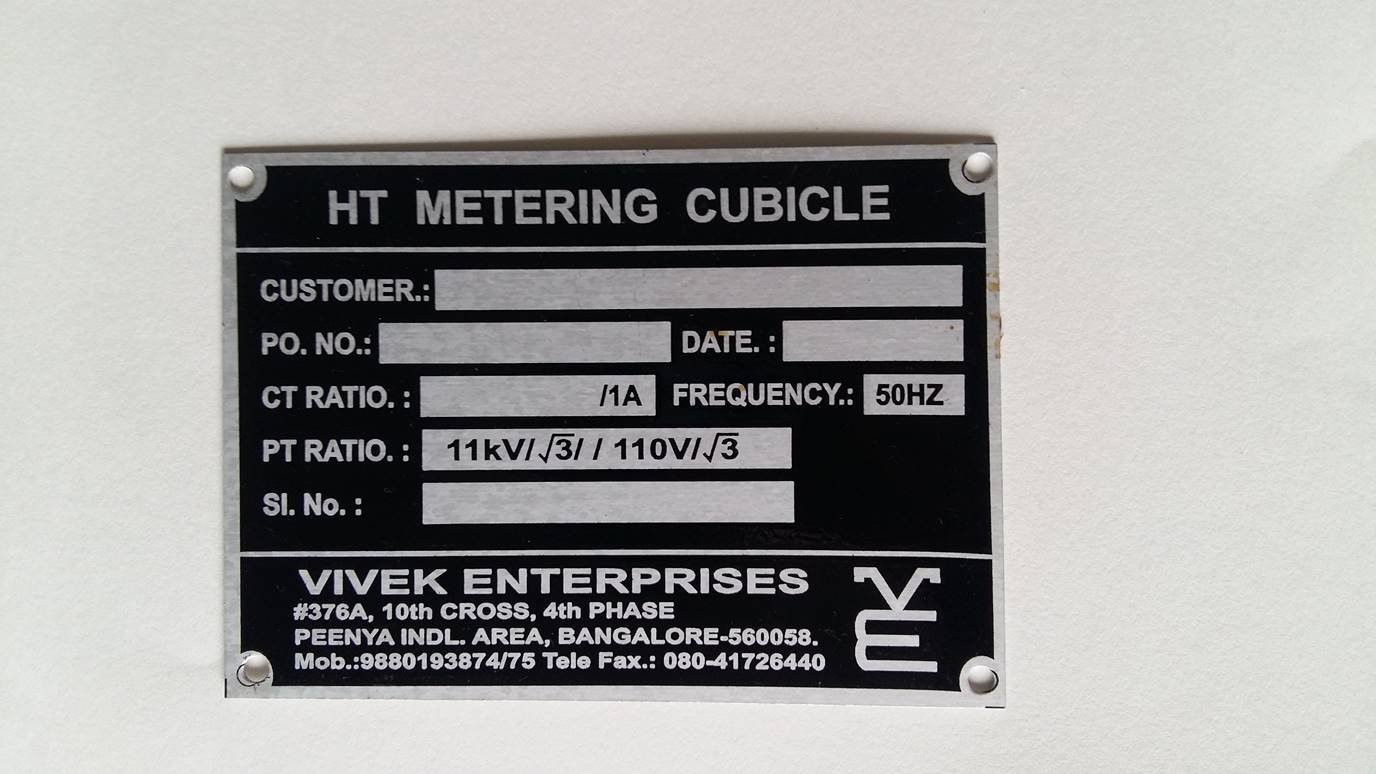 HT METERING CUBICLE
CUSTOMER.:
PO. NO.: DATE. :
CT RATIO. : /1A FREQUENCY.: 50HZ
PT RATIO. : 11kV/√3/ / 110V/√3
Sl. No. :
VIVEK ENTERPRISES
#376A, 10th CROSS, 4th PHASE
PEENYA INDL. AREA, BANGALORE-560058.
Mob.:9880193874/75 Tele Fax.: 080-41726440
VE